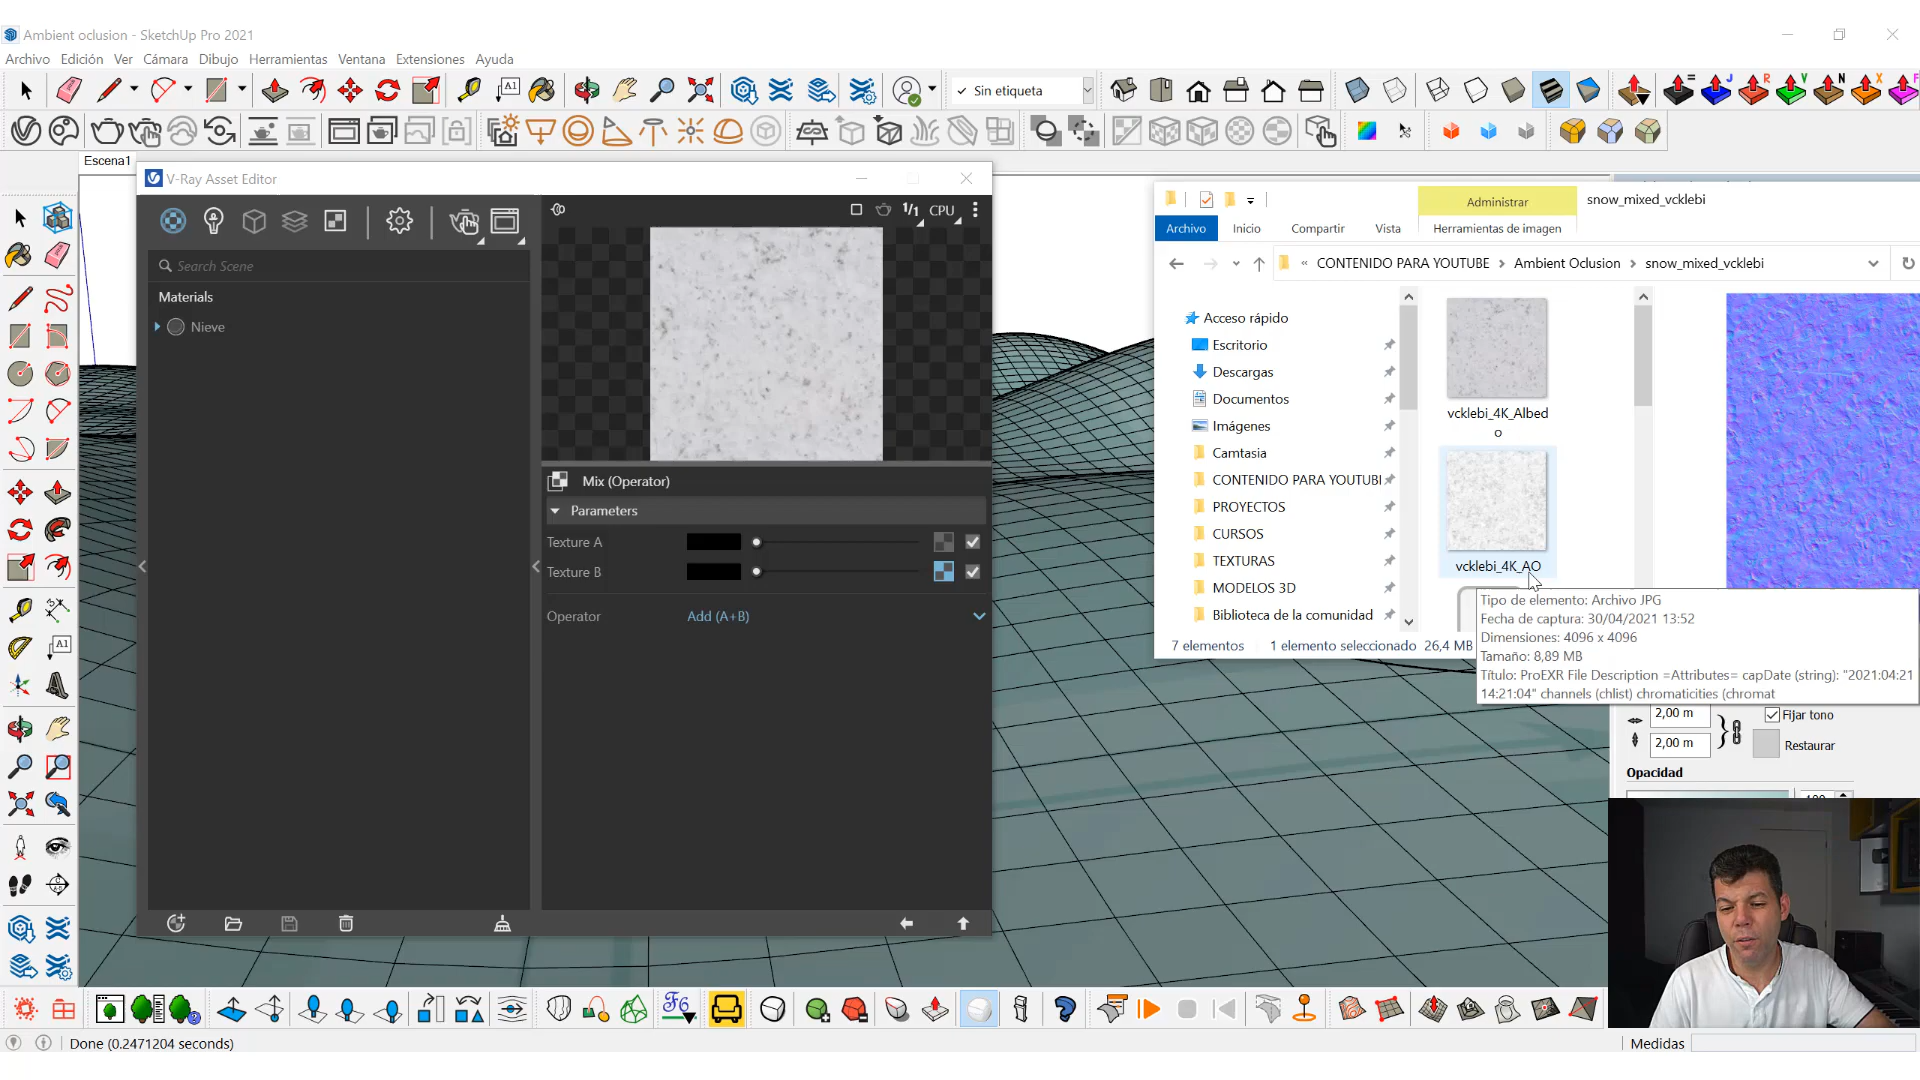 Ambient oclusion - SketchUp Pro 2021
Archivo Edición Ver Cámara Dibujo Herramientas Ventana Extensiones Ayuda
Sin etiqueta
Escena1
V-Ray Asset Editor
Search Scene
Materials
Nieve
1/1 CPU
Mix (Operator)
Parameters
Texture A
Texture B
Operator Add (A+B)
Administrar
snow_mixed_vcklebi
Archivo Inicio Compartir Vista Herramientas de imagen
« CONTENIDO PARA YOUTUBE > Ambient Oclusion > snow_mixed_vcklebi
Acceso rápido
Escritorio
Descargas
Documentos
Imágenes
Camtasia
CONTENIDO PARA YOUTUBI
PROYECTOS
CURSOS
TEXTURAS
MODELOS 3D
Biblioteca de la comunidad
vcklebi_4K_Albed
o
vcklebi_4K_AO
7 elementos 1 elemento seleccionado 26,4 MB
Tipo de elemento: Archivo JPG
Fecha de captura: 30/04/2021 13:52
Dimensiones: 4096 x 4096
Tamaño: 8,89 MB
Título: ProEXR File Description =Attributes= capDate (string): "2021:04:21
14:21:04" channels (chlist) chromaticities (chromat
2,00 m
Fijar tono
2,00 m
Restaurar
Opacidad
Done (0.2471204 seconds)
Medidas